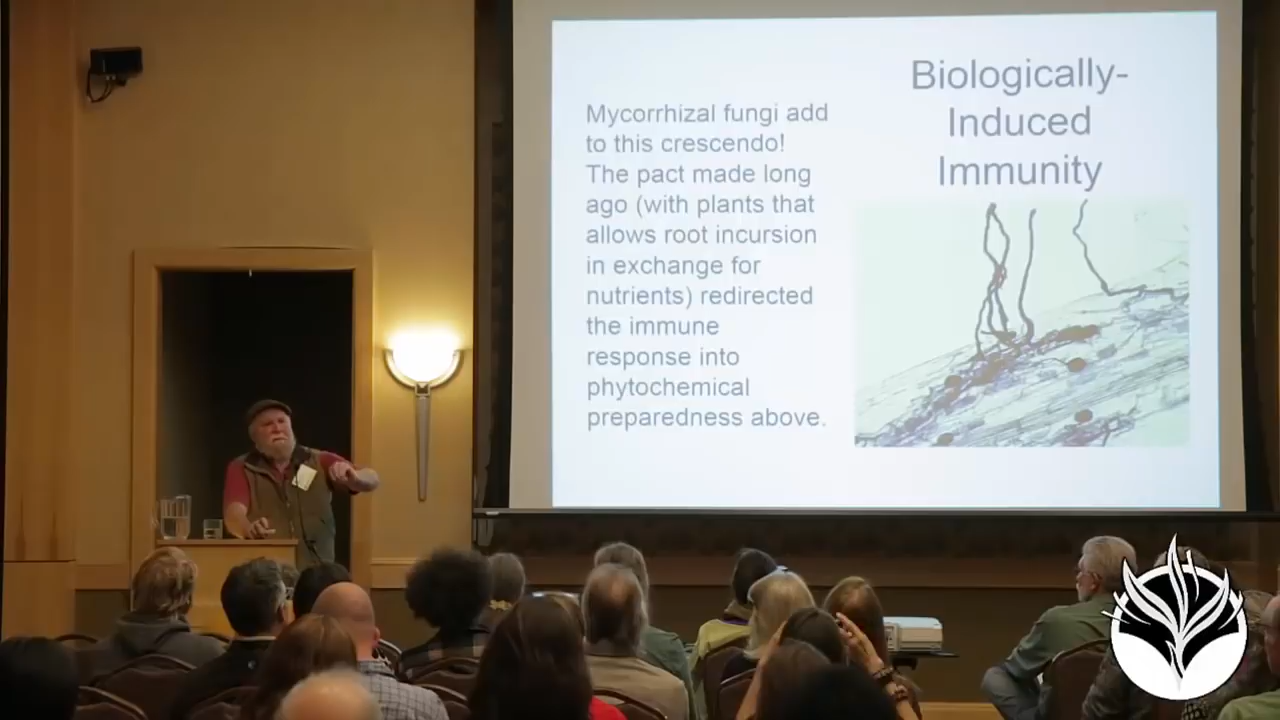 Biologically-
Induced
Immunity
Mycorrhizal fungi add
to this crescendo!
The pact made long
ago (with plants that
allows root incursion
in exchange for
nutrients) redirected
the immune
response into
phytochemical
preparedness above.